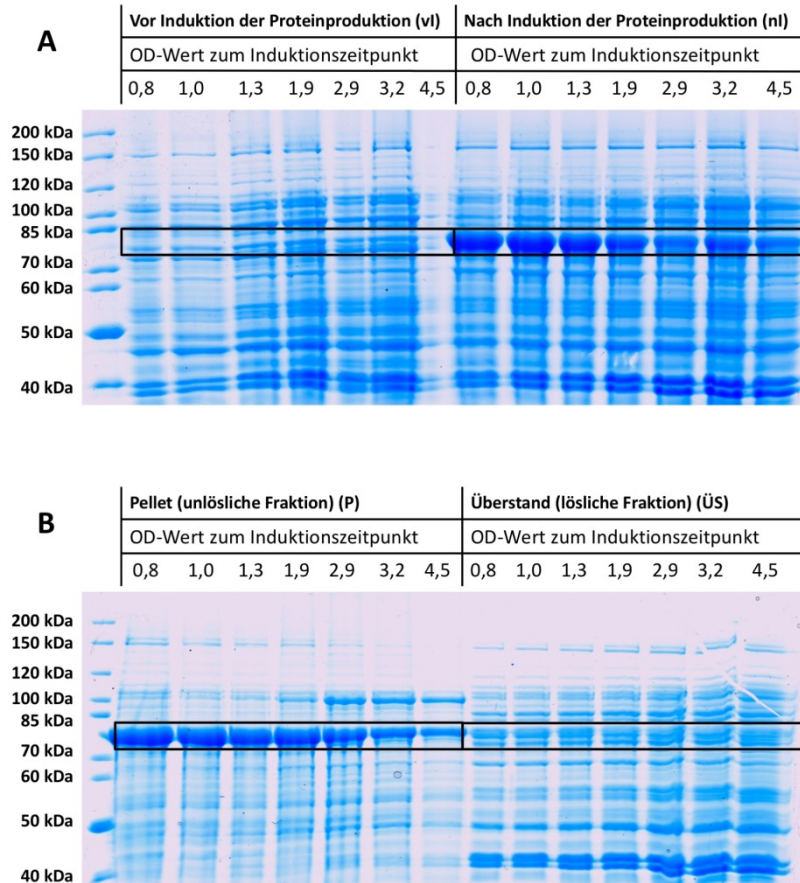 A
Vor Induktion der Proteinproduktion (vI) Nach Induktion der Proteinproduktion (nI)
OD-Wert zum Induktionszeitpunkt OD-Wert zum Induktionszeitpunkt
0,8 1,0 1,3 1,9 2,9 3,2 4,5 0,8 1,0 1,3 1,9 2,9 3,2 4,5
200 kDa
150 kDa
120 kDa
100 kDa
85 kDa
70 kDa
60 kDa
50 kDa
40 kDa
B
Pellet (unlösliche Fraktion) (P) Überstand (lösliche Fraktion) (ÜS)
OD-Wert zum Induktionszeitpunkt OD-Wert zum Induktionszeitpunkt
0,8 1,0 1,3 1,9 2,9 3,2 4,5 0,8 1,0 1,3 1,9 2,9 3,2 4,5
200 kDa
150 kDa
120 kDa
100 kDa
85 kDa
70 kDa
60 kDa
50 kDa
40 kDa